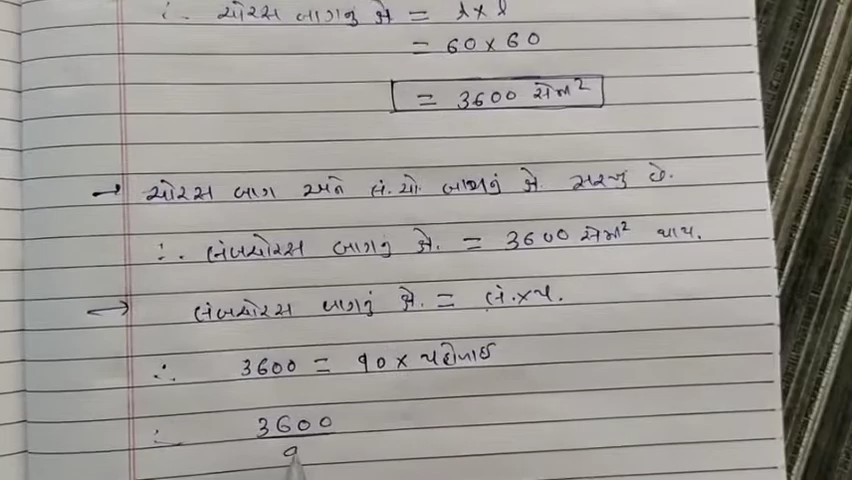 ∴ ચોરસ બાગનું ક્ષે = l × l
= 60 × 60
= 3600 સેમી²
→ ચોરસ બાગ અને લં.ચો. બાગનું ક્ષે. સરખું છે.
∴ લંબચોરસ બાગનું ક્ષે. = 3600 સેમી² થાય.
→ લંબચોરસ બાગનું ક્ષે. = લં. × પ.
∴ 3600 = 90 × પહોળાઈ
∴ 3600
9